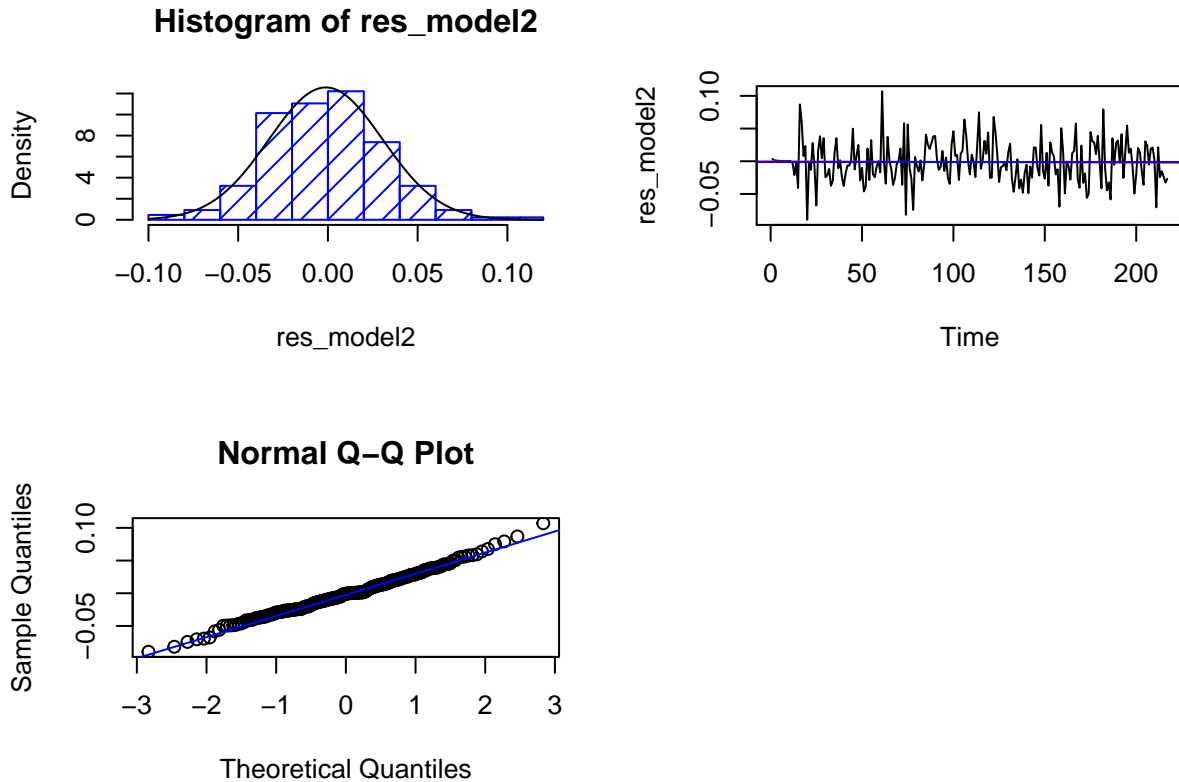 Histogram of res_model2
Density
0 4 8
−0.10 −0.05 0.00 0.05 0.10
res_model2
res_model2
−0.05 0.10
0 50 100 150 200
Time
Normal Q−Q Plot
Sample Quantiles
−0.05 0.10
−3 −2 −1 0 1 2 3
Theoretical Quantiles